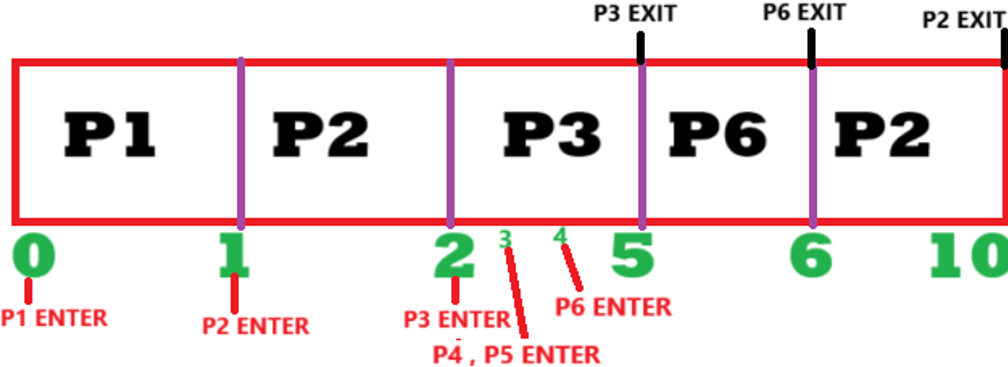 P3 EXIT P6 EXIT P2 EXIT
P1 P2 P3 P6 P2
0 1 2 3 4 5 6 10
P1 ENTER P2 ENTER P3 ENTER P6 ENTER
P4 , P5 ENTER